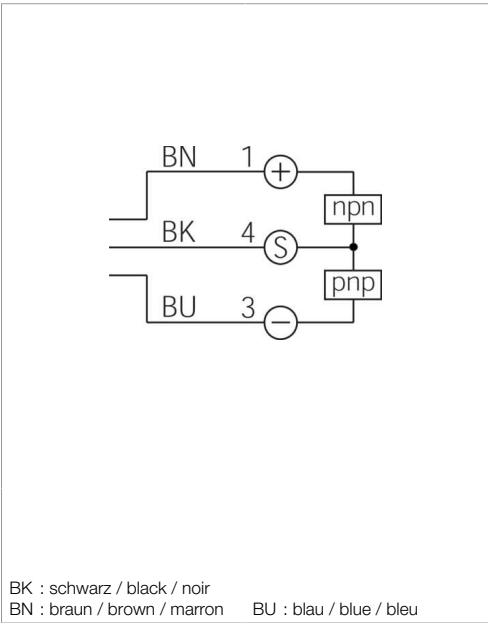 BN 1 +
npn
BK 4 S
pnp
BU 3 −
BK : schwarz / black / noir
BN : braun / brown / marron BU : blau / blue / bleu